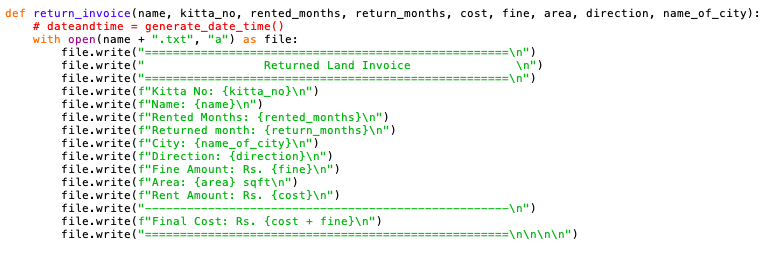 def return_invoice(name, kitta_no, rented_months, return_months, cost, fine, area, direction, name_of_city):
    # dateandtime = generate_date_time()
    with open(name + ".txt", "a") as file:
        file.write("====================================================\n")
        file.write("                 Returned Land Invoice               \n")
        file.write("====================================================\n")
        file.write(f"Kitta No: {kitta_no}\n")
        file.write(f"Name: {name}\n")
        file.write(f"Rented Months: {rented_months}\n")
        file.write(f"Returned month: {return_months}\n")
        file.write(f"City: {name_of_city}\n")
        file.write(f"Direction: {direction}\n")
        file.write(f"Fine Amount: Rs. {fine}\n")
        file.write(f"Area: {area} sqft\n")
        file.write(f"Rent Amount: Rs. {cost}\n")
        file.write("----------------------------------------------------\n")
        file.write(f"Final Cost: Rs. {cost + fine}\n")
        file.write("====================================================\n\n\n\n")